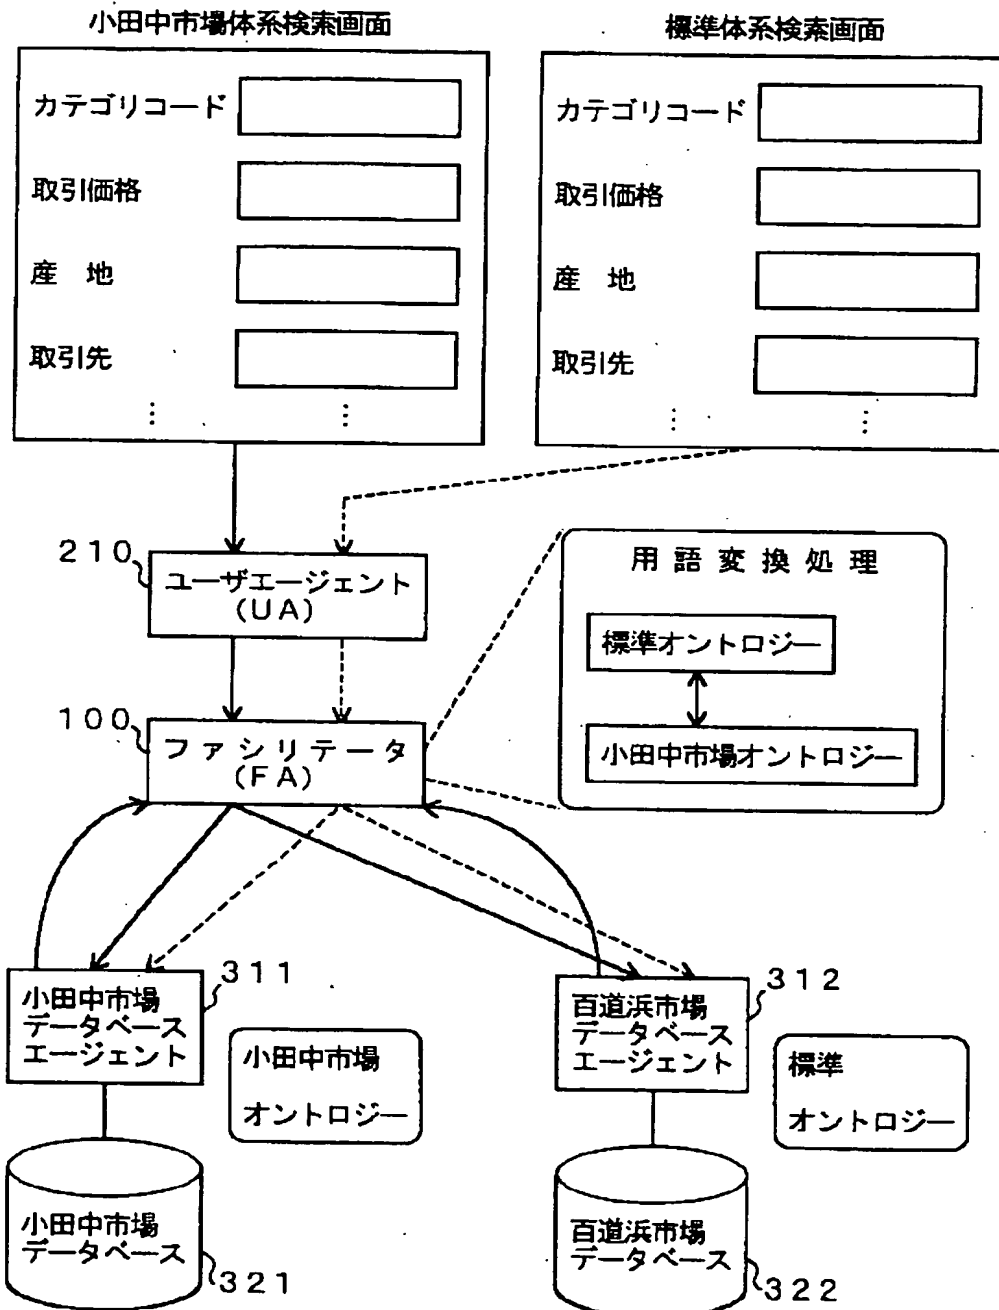 小田中市場体系検索画面
カテゴリコード
取引価格
産 地
取引先
⋮ ⋮
標準体系検索画面
カテゴリコード
取引価格
産 地
取引先
⋮ ⋮
210
ユーザエージェント
(UA)
用語変換処理
標準オントロジー
小田中市場オントロジー
100
ファシリテータ
(FA)
311
小田中市場
データベース
エージェント
小田中市場
オントロジー
312
百道浜市場
データベース
エージェント
標準
オントロジー
小田中市場
データベース
321
百道浜市場
データベース
322